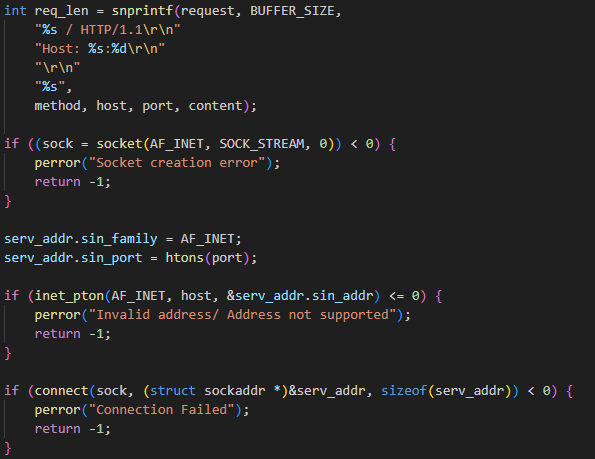 int req_len = snprintf(request, BUFFER_SIZE,
    "%s / HTTP/1.1\r\n"
    "Host: %s:%d\r\n"
    "\r\n"
    "%s",
    method, host, port, content);

if ((sock = socket(AF_INET, SOCK_STREAM, 0)) < 0) {
    perror("Socket creation error");
    return -1;
}

serv_addr.sin_family = AF_INET;
serv_addr.sin_port = htons(port);

if (inet_pton(AF_INET, host, &serv_addr.sin_addr) <= 0) {
    perror("Invalid address/ Address not supported");
    return -1;
}

if (connect(sock, (struct sockaddr *)&serv_addr, sizeof(serv_addr)) < 0) {
    perror("Connection Failed");
    return -1;
}